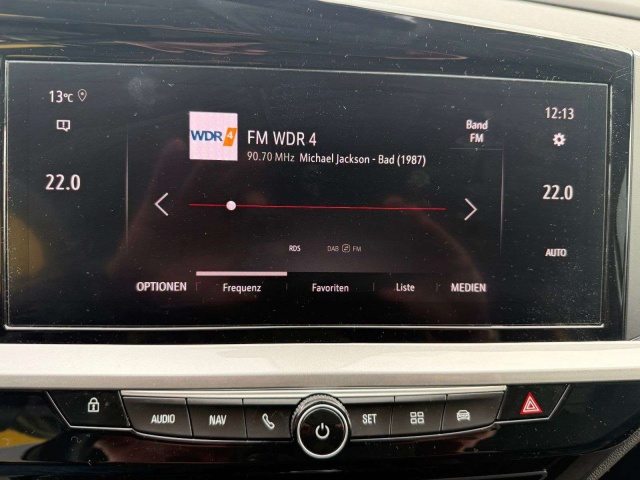 13°C
12:13
WDR 4
FM WDR 4
Band
FM
90.70 MHz Michael Jackson - Bad (1987)
22.0
22.0
RDS
DAB FM
AUTO
OPTIONEN
Frequenz
Favoriten
Liste
MEDIEN
AUDIO
NAV
SET